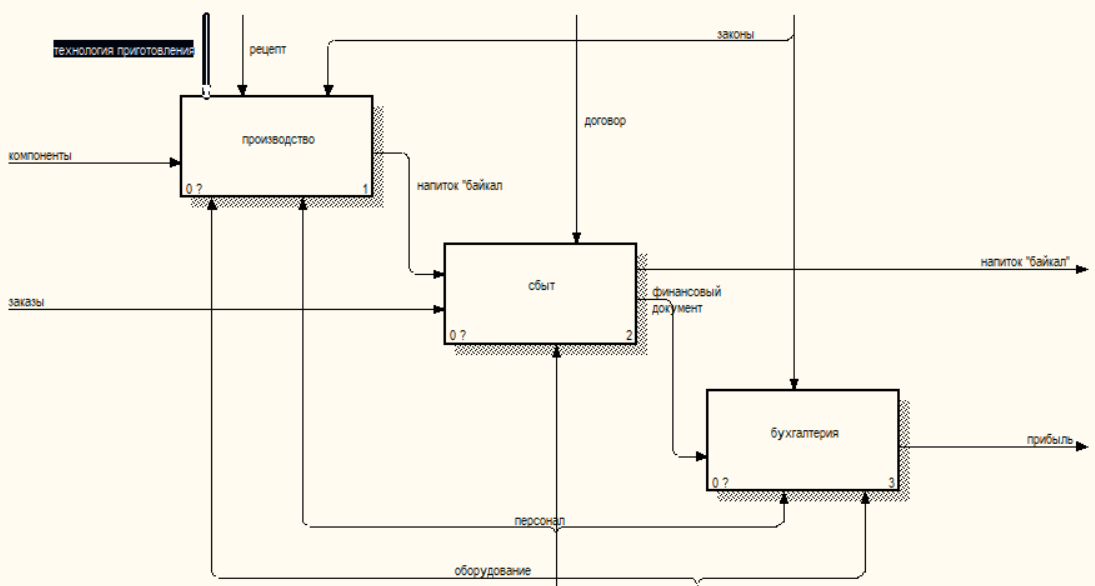 технология приготовления
рецепт
законы
договор
производство
компоненты
0 ?
1
напиток "байкал
напиток "байкал"
сбыт
финансовый
документ
заказы
0 ?
2
бухгалтерия
прибыль
0 ?
3
персонал
оборудование